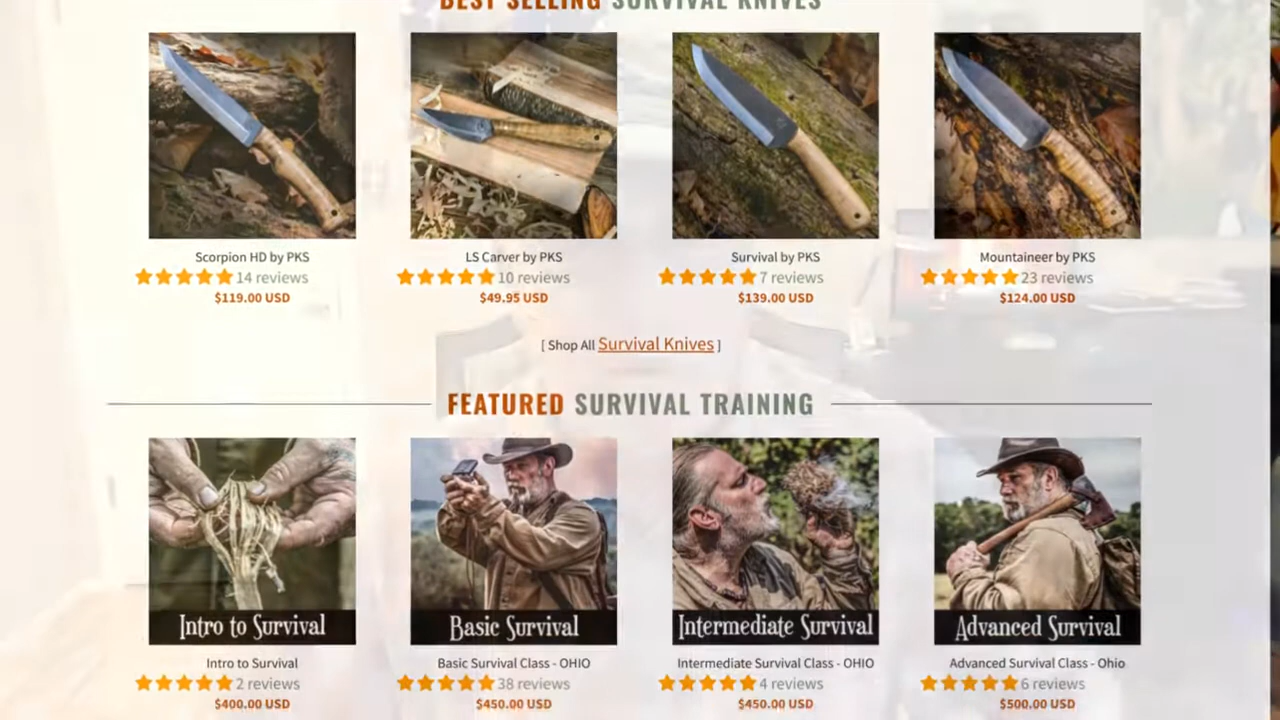 BEST SELLING SURVIVAL KNIVES
Scorpion HD by PKS
14 reviews
$119.00 USD
LS Carver by PKS
10 reviews
$49.95 USD
Survival by PKS
7 reviews
$139.00 USD
Mountaineer by PKS
23 reviews
$124.00 USD
[ Shop All Survival Knives ]
FEATURED SURVIVAL TRAINING
Intro to Survival
Intro to Survival
2 reviews
$400.00 USD
Basic Survival
Basic Survival Class - OHIO
38 reviews
$450.00 USD
Intermediate Survival
Intermediate Survival Class - OHIO
4 reviews
$450.00 USD
Advanced Survival
Advanced Survival Class - Ohio
6 reviews
$500.00 USD